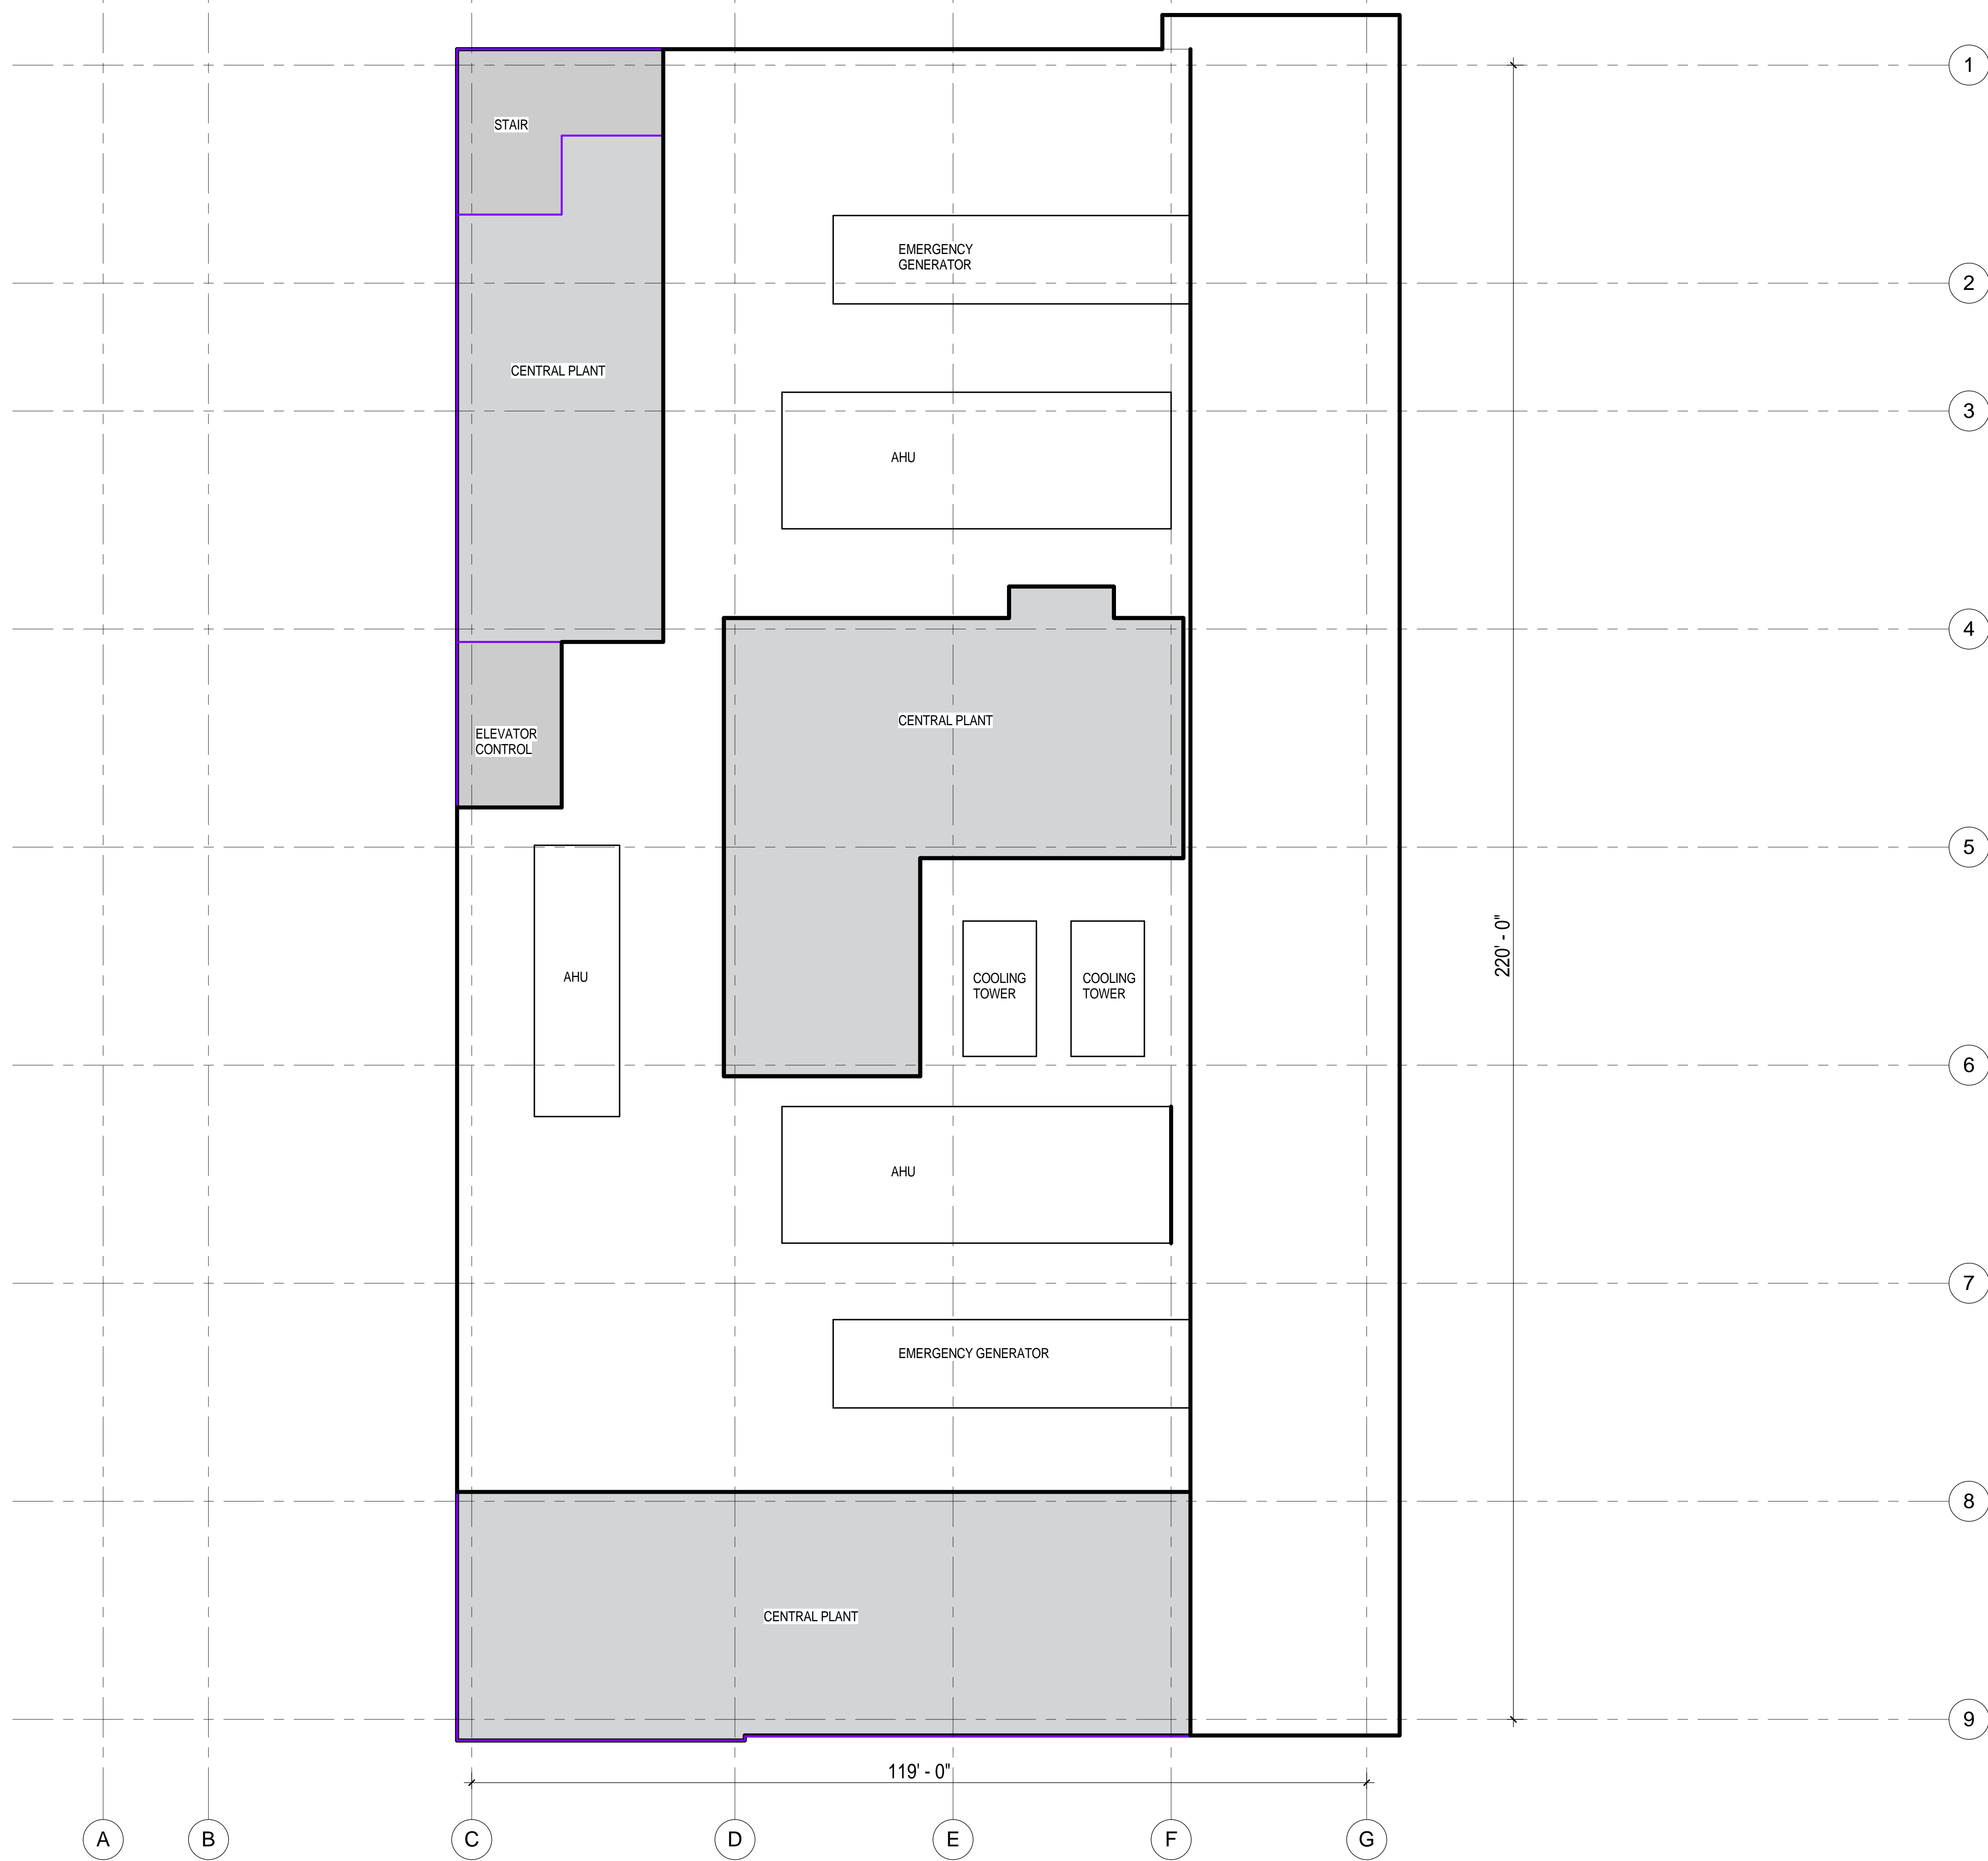 1
STAIR
EMERGENCY
GENERATOR
2
CENTRAL PLANT
3
AHU
4
CENTRAL PLANT
ELEVATOR
CONTROL
5
220' - 0"
AHU
COOLING
TOWER
COOLING
TOWER
6
AHU
7
EMERGENCY GENERATOR
8
CENTRAL PLANT
9
119' - 0"
A
B
C
D
E
F
G